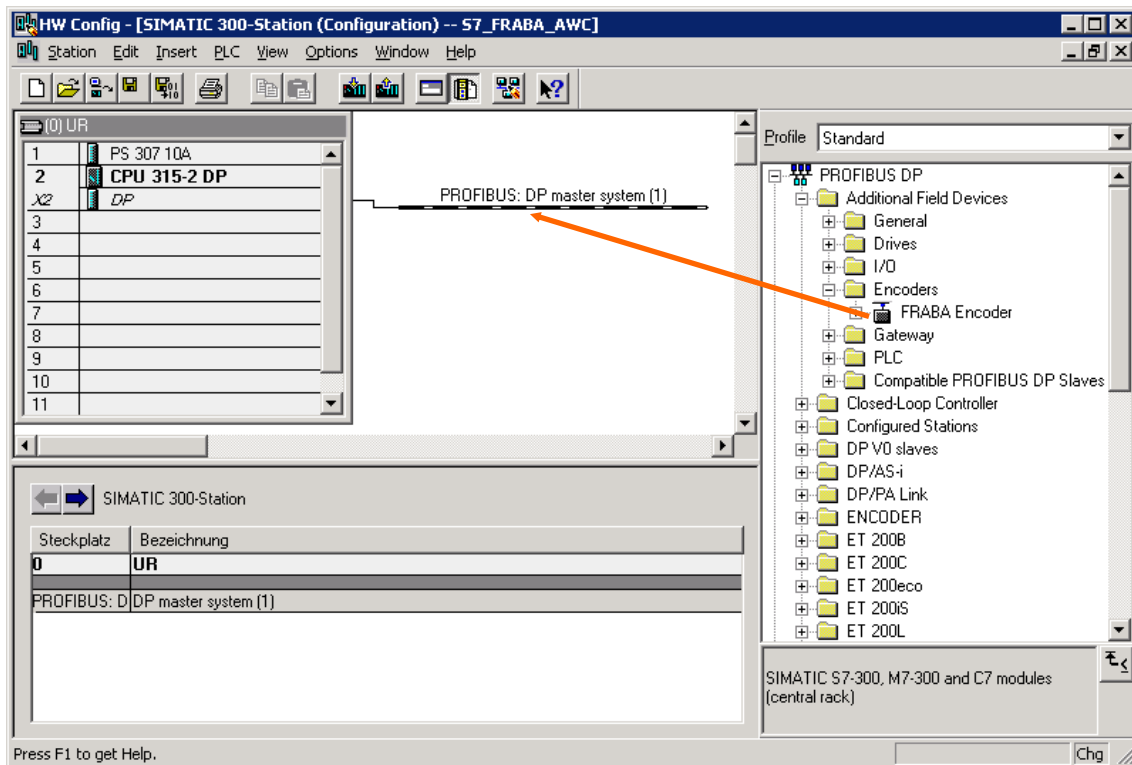 HW Config - [SIMATIC 300-Station (Configuration) -- S7_FRABA_AWC]
Station Edit Insert PLC View Options Window Help
(0) UR
1 PS 307 10A
2 CPU 315-2 DP
X2 DP
3
4
5
6
7
8
9
10
11
PROFIBUS: DP master system (1)
Profile Standard
PROFIBUS DP
Additional Field Devices
General
Drives
I/O
Encoders
FRABA Encoder
Gateway
PLC
Compatible PROFIBUS DP Slaves
Closed-Loop Controller
Configured Stations
DP V0 slaves
DP/AS-i
DP/PA Link
ENCODER
ET 200B
ET 200C
ET 200eco
ET 200iS
ET 200L
SIMATIC 300-Station
Steckplatz Bezeichnung
0 UR
PROFIBUS: D DP master system (1)
SIMATIC S7-300, M7-300 and C7 modules
(central rack)
Press F1 to get Help.
Chg